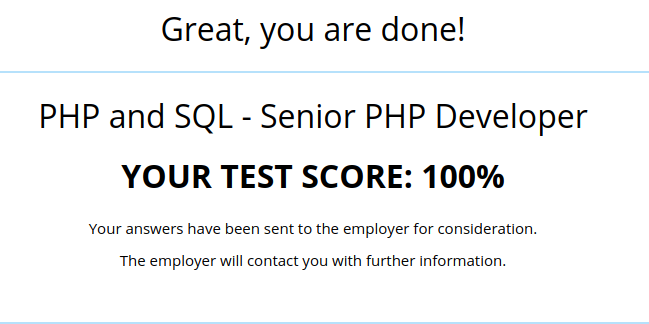 Great, you are done!
PHP and SQL - Senior PHP Developer
YOUR TEST SCORE: 100%
Your answers have been sent to the employer for consideration.
The employer will contact you with further information.